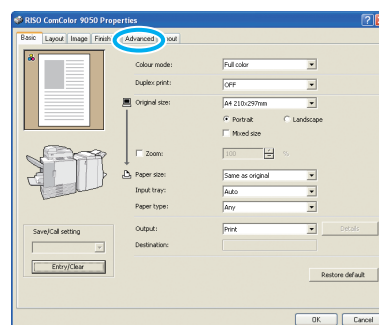 RISO ComColor 9050 Properties
Basic Layout Image Finish Advanced
Colour mode: Full color
Duplex print: OFF
Original size: A4 210x297mm
Portrait Landscape
Mixed size
Zoom: 100 %
Paper size: Same as original
Input tray: Auto
Paper type: Any
Save/Call setting
Output: Print Details
Destination:
Entry/Clear
Restore default
OK Cancel